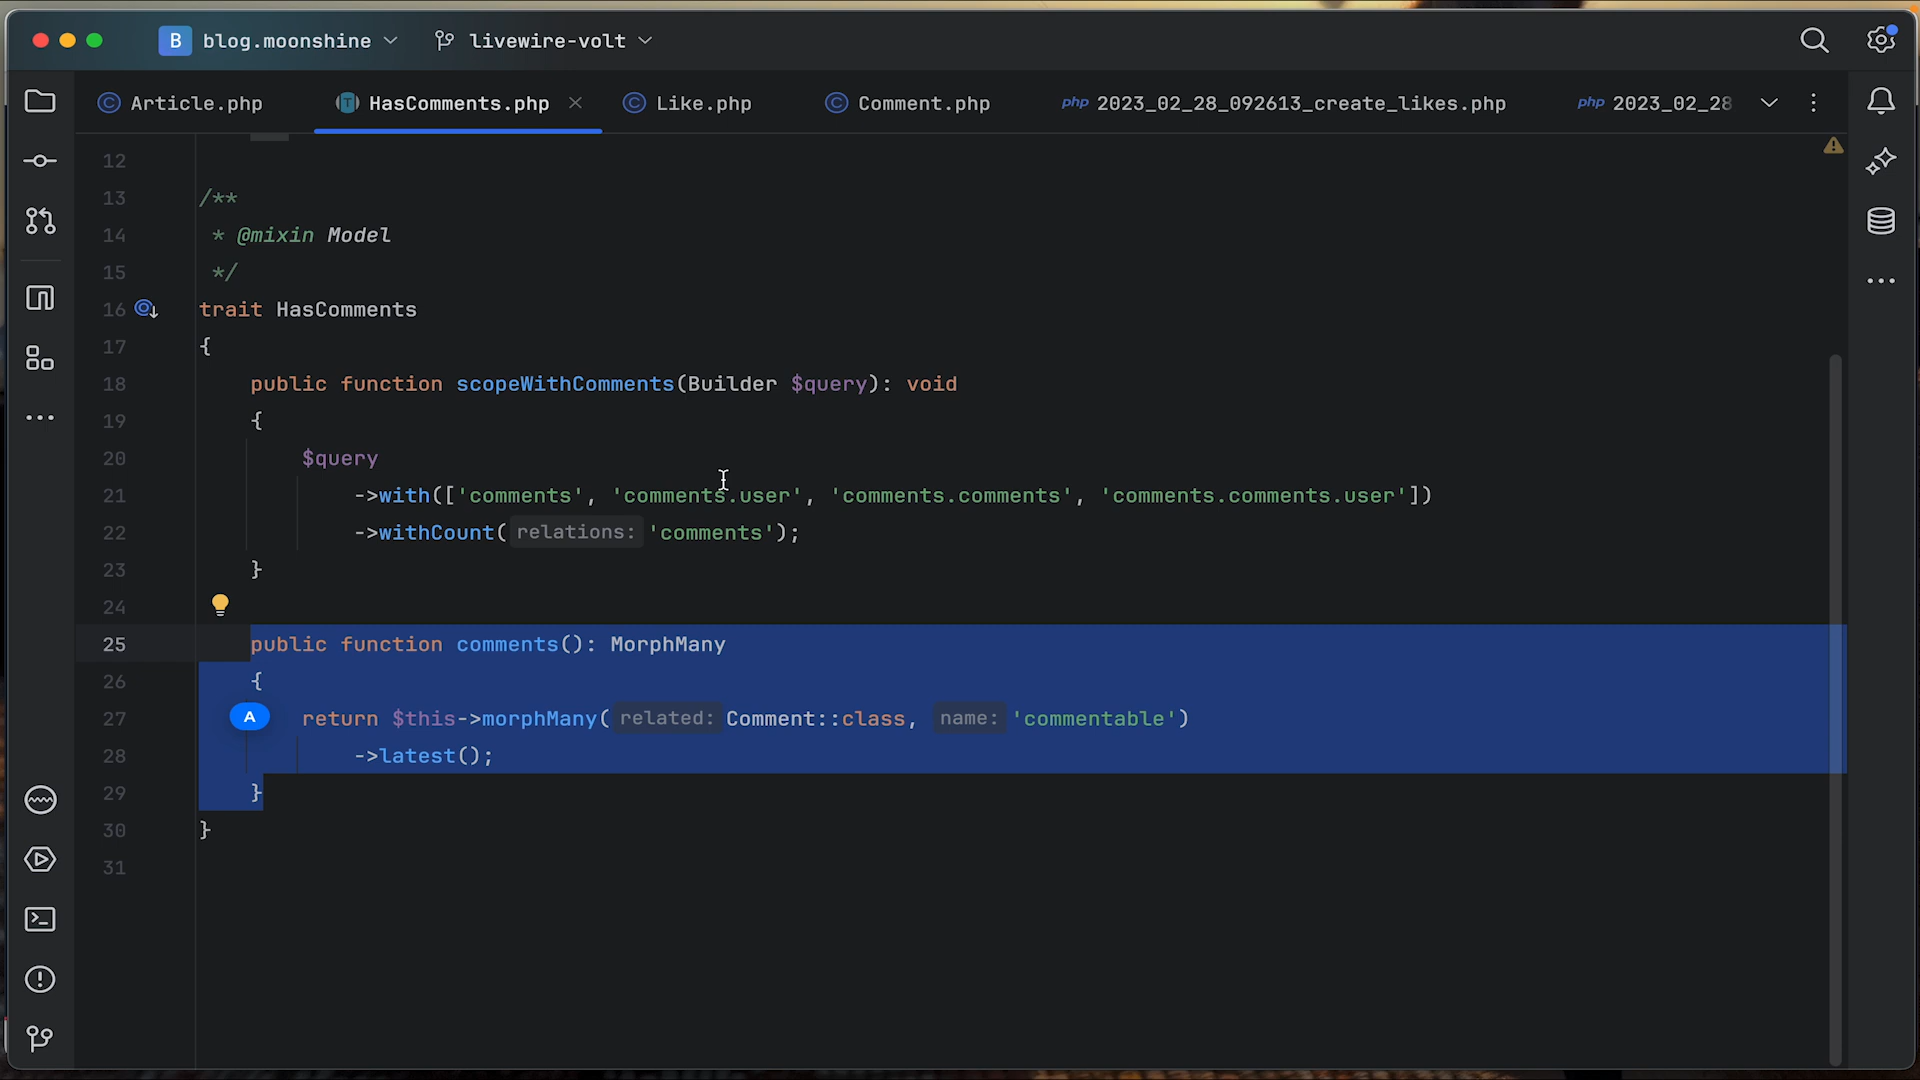 B blog.moonshine livewire-volt
Article.php HasComments.php Like.php Comment.php php 2023_02_28_092613_create_likes.php php 2023_02_28
12
13 /**
14 * @mixin Model
15 */
16 trait HasComments
17 {
18 public function scopeWithComments(Builder $query): void
19 {
20 $query
21 ->with(['comments', 'comments.user', 'comments.comments', 'comments.comments.user'])
22 ->withCount( relations: 'comments');
23 }
24
25 public function comments(): MorphMany
26 {
27 A return $this->morphMany( related: Comment::class, name: 'commentable')
28 ->latest();
29 }
30 }
31